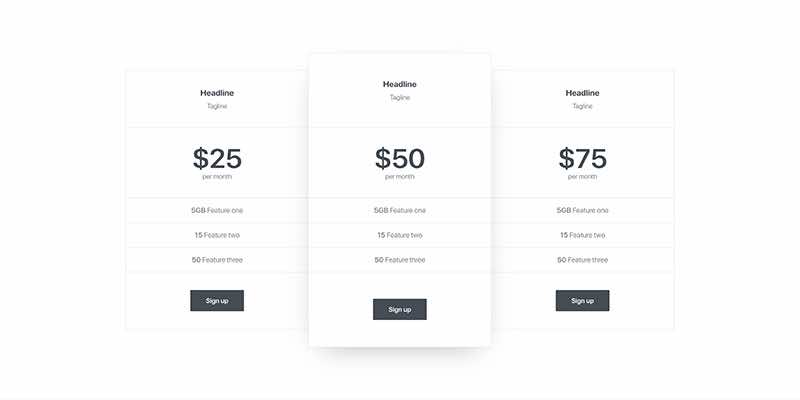 Headline
Tagline
$25
per month
5GB Feature one
15 Feature two
50 Feature three
Sign up
Headline
Tagline
$50
per month
5GB Feature one
15 Feature two
50 Feature three
Sign up
Headline
Tagline
$75
per month
5GB Feature one
15 Feature two
50 Feature three
Sign up